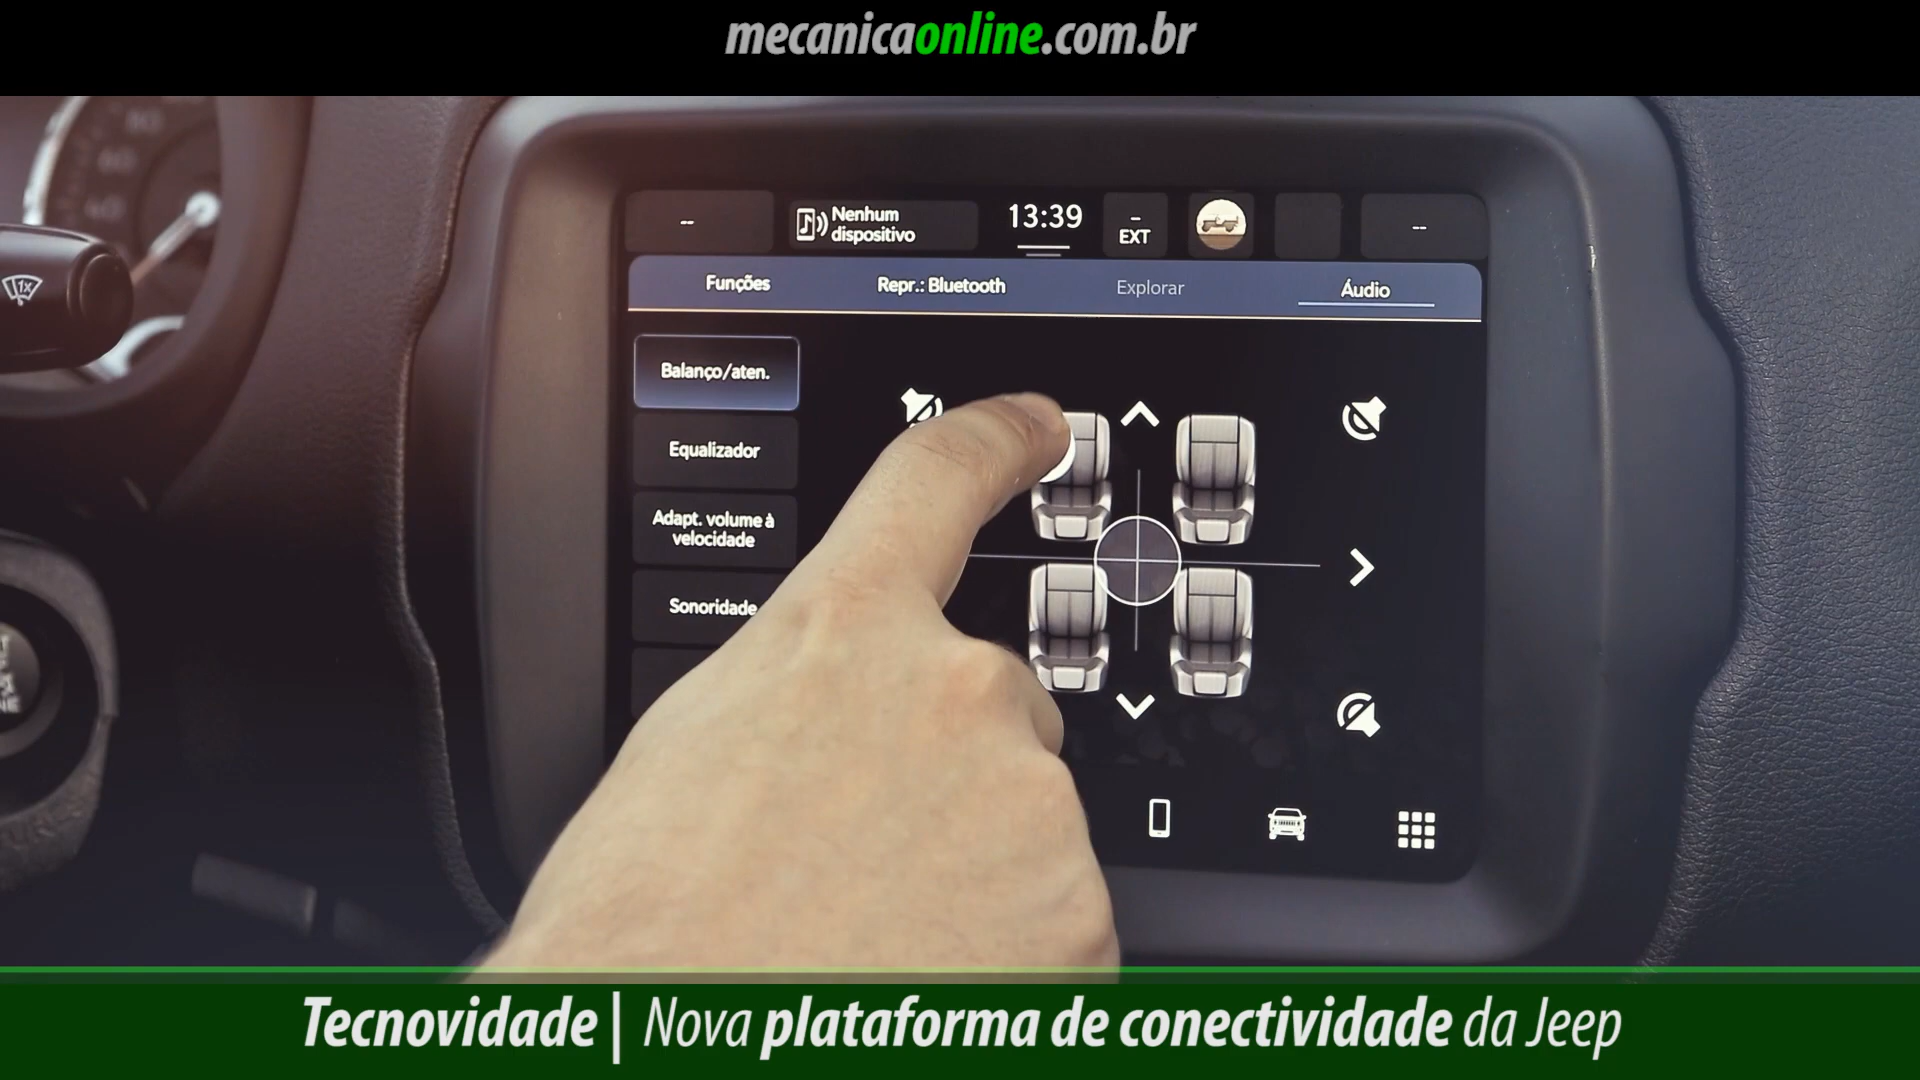 mecanicaonline.com.br
--
Nenhum
dispositivo
13:39
–
EXT
--
Funções
Repr.: Bluetooth
Explorar
Áudio
Balanço/aten.
Equalizador
Adapt. volume à
velocidade
Sonoridade
1x
Tecnovidade | Nova plataforma de conectividade da Jeep